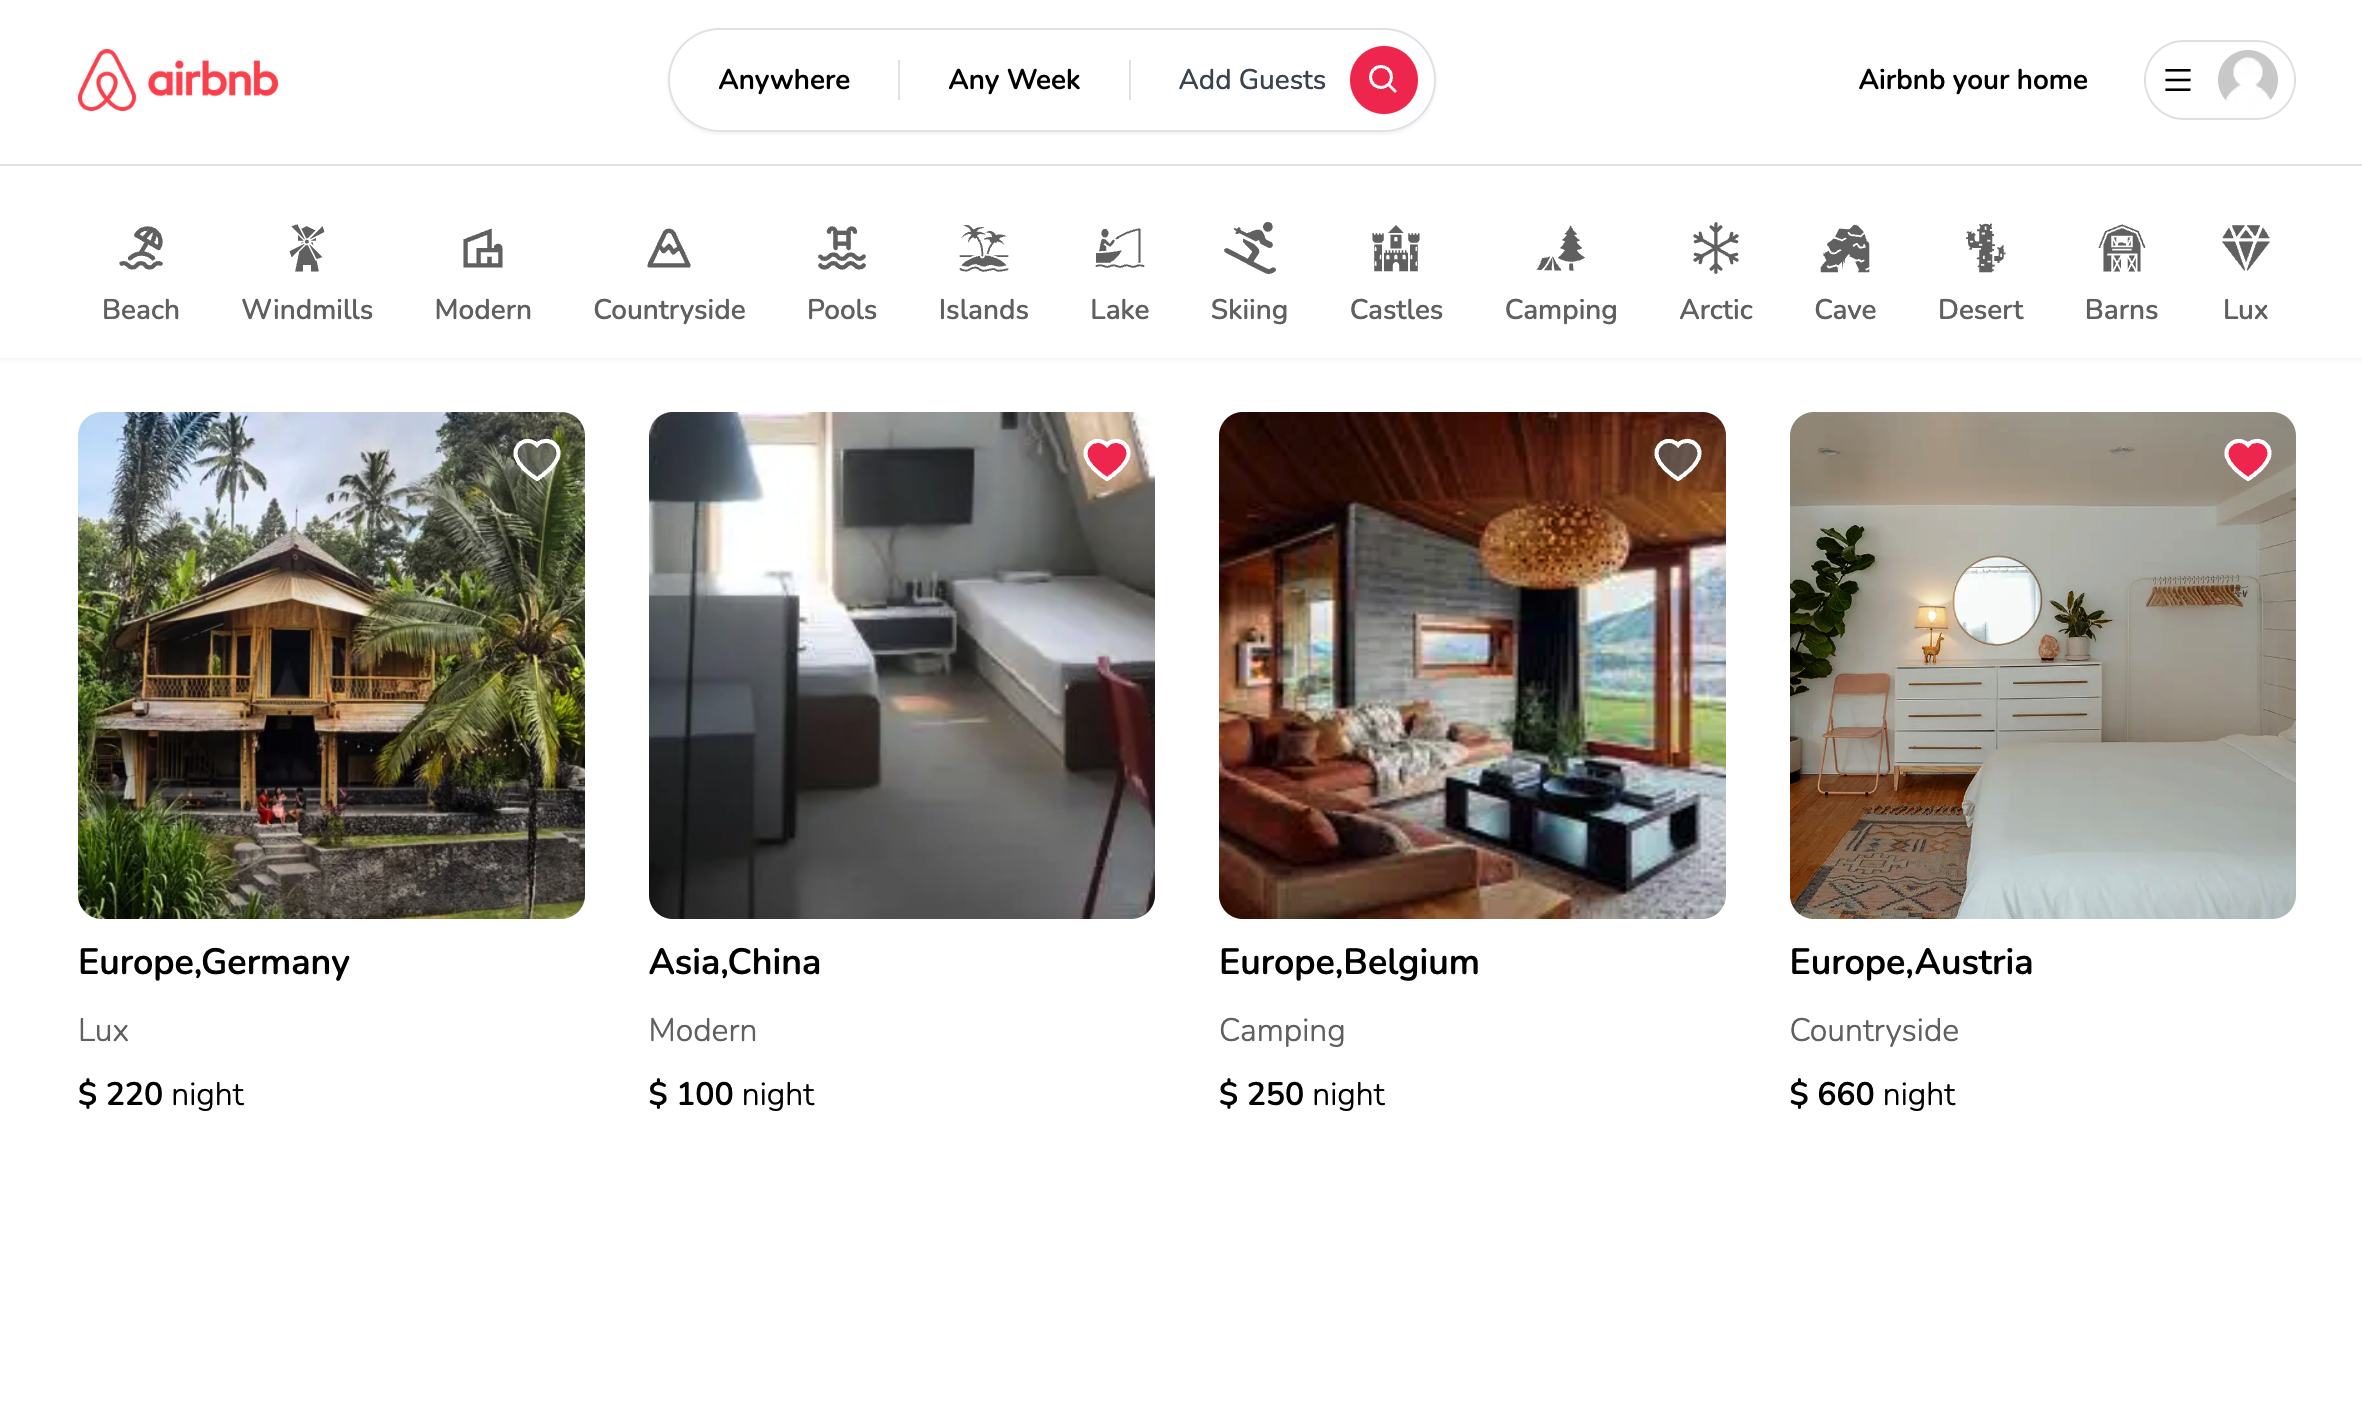 airbnb
Anywhere
Any Week
Add Guests
Airbnb your home
Beach
Windmills
Modern
Countryside
Pools
Islands
Lake
Skiing
Castles
Camping
Arctic
Cave
Desert
Barns
Lux
Europe,Germany
Lux
$ 220 night
Asia,China
Modern
$ 100 night
Europe,Belgium
Camping
$ 250 night
Europe,Austria
Countryside
$ 660 night